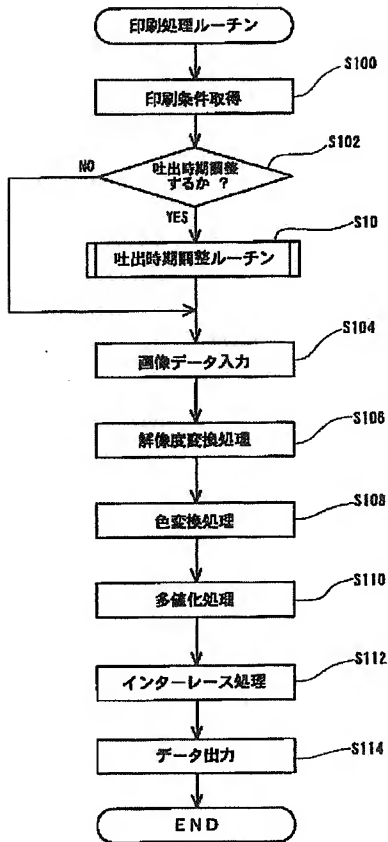 印刷処理ルーチン
S100
印刷条件取得
S102
吐出時期調整
するか ?
NO
YES
S10
吐出時期調整ルーチン
S104
画像データ入力
S106
解像度変換処理
S108
色変換処理
S110
多値化処理
S112
インターレース処理
S114
データ出力
END